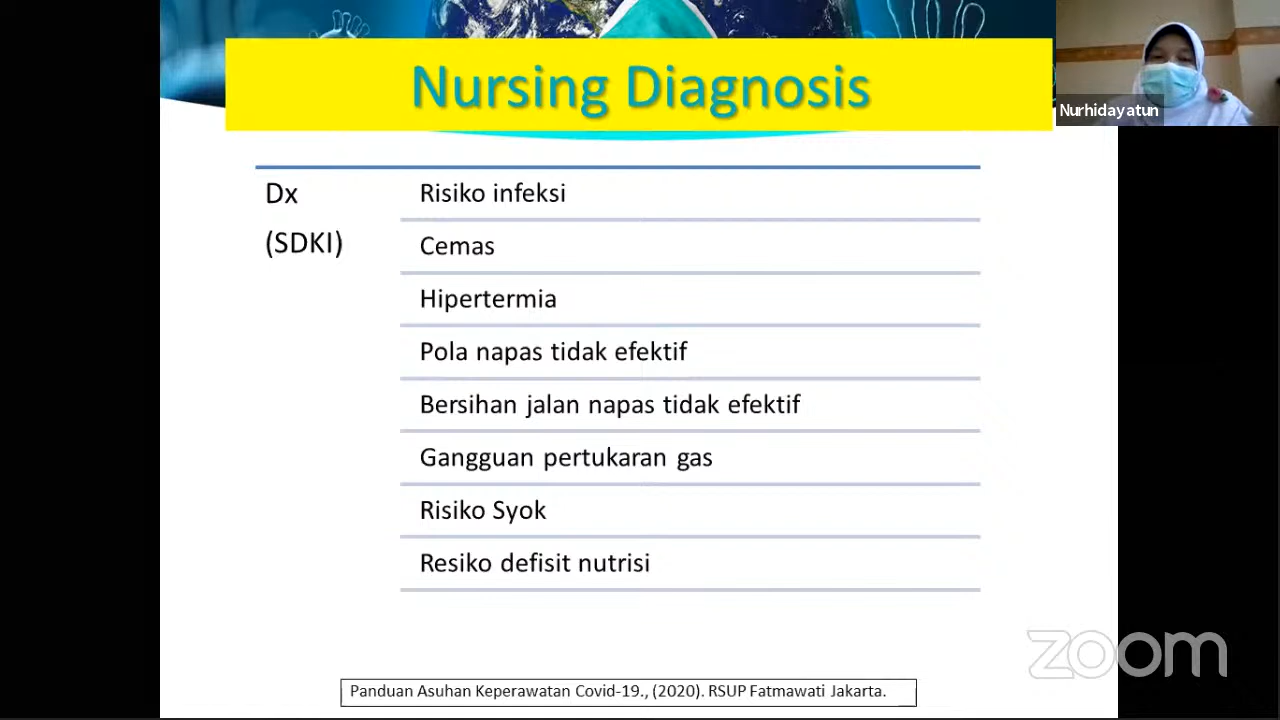 Nursing Diagnosis
Nurhidayatun
Dx
(SDKI)
Risiko infeksi
Cemas
Hipertermia
Pola napas tidak efektif
Bersihan jalan napas tidak efektif
Gangguan pertukaran gas
Risiko Syok
Resiko defisit nutrisi
Panduan Asuhan Keperawatan Covid-19., (2020). RSUP Fatmawati Jakarta.
zoom